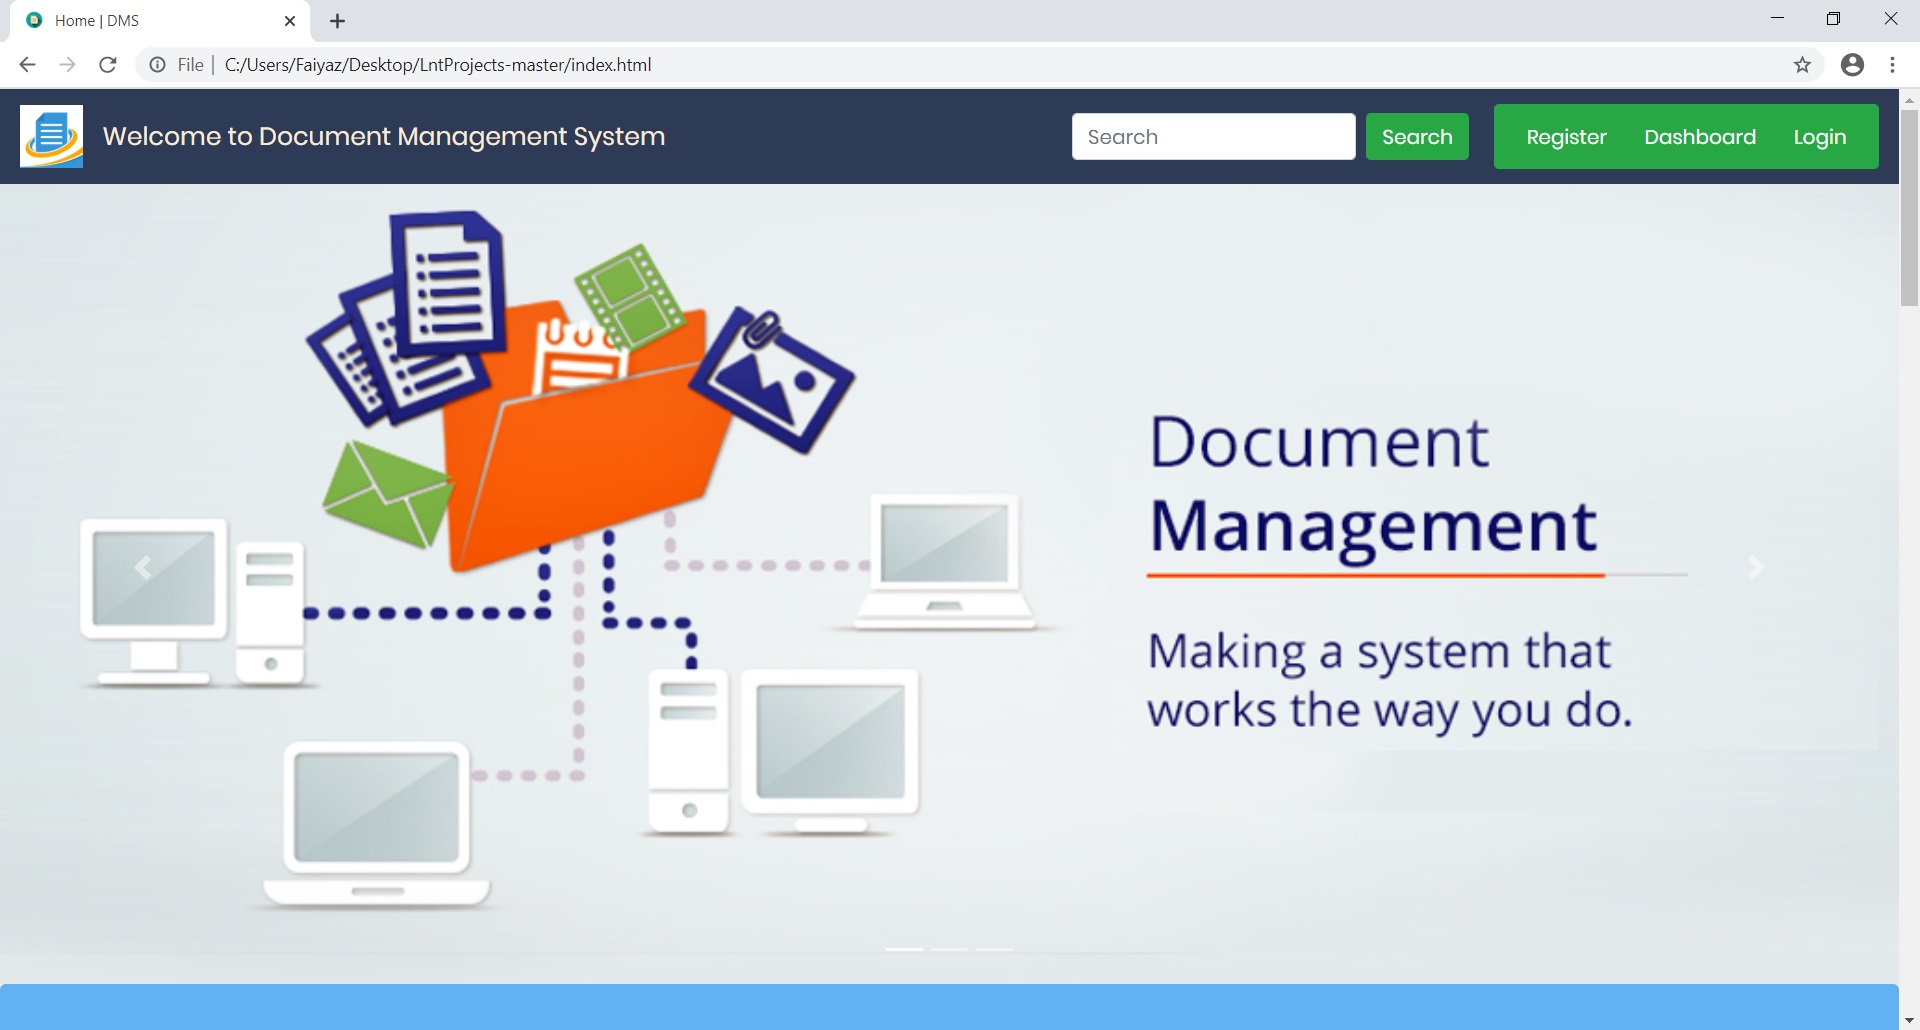 Home | DMS
File | C:/Users/Faiyaz/Desktop/LntProjects-master/index.html
Welcome to Document Management System
Search
Search
Register
Dashboard
Login
Document
Management
Making a system that
works the way you do.